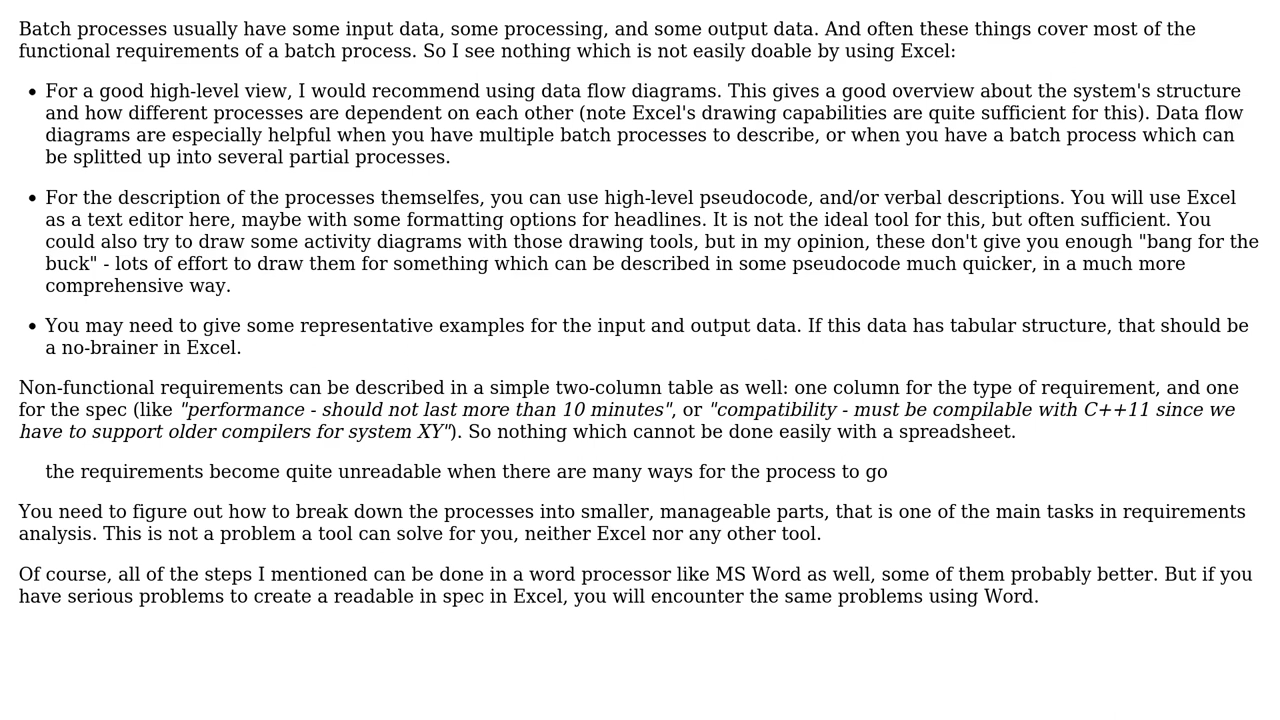 Batch processes usually have some input data, some processing, and some output data. And often these things cover most of the
functional requirements of a batch process. So I see nothing which is not easily doable by using Excel:
• For a good high-level view, I would recommend using data flow diagrams. This gives a good overview about the system's structure
and how different processes are dependent on each other (note Excel's drawing capabilities are quite sufficient for this). Data flow
diagrams are especially helpful when you have multiple batch processes to describe, or when you have a batch process which can
be splitted up into several partial processes.
• For the description of the processes themselfes, you can use high-level pseudocode, and/or verbal descriptions. You will use Excel
as a text editor here, maybe with some formatting options for headlines. It is not the ideal tool for this, but often sufficient. You
could also try to draw some activity diagrams with those drawing tools, but in my opinion, these don't give you enough "bang for the
buck" - lots of effort to draw them for something which can be described in some pseudocode much quicker, in a much more
comprehensive way.
• You may need to give some representative examples for the input and output data. If this data has tabular structure, that should be
a no-brainer in Excel.
Non-functional requirements can be described in a simple two-column table as well: one column for the type of requirement, and one
for the spec (like "performance - should not last more than 10 minutes", or "compatibility - must be compilable with C++11 since we
have to support older compilers for system XY"). So nothing which cannot be done easily with a spreadsheet.
the requirements become quite unreadable when there are many ways for the process to go
You need to figure out how to break down the processes into smaller, manageable parts, that is one of the main tasks in requirements
analysis. This is not a problem a tool can solve for you, neither Excel nor any other tool.
Of course, all of the steps I mentioned can be done in a word processor like MS Word as well, some of them probably better. But if you
have serious problems to create a readable in spec in Excel, you will encounter the same problems using Word.